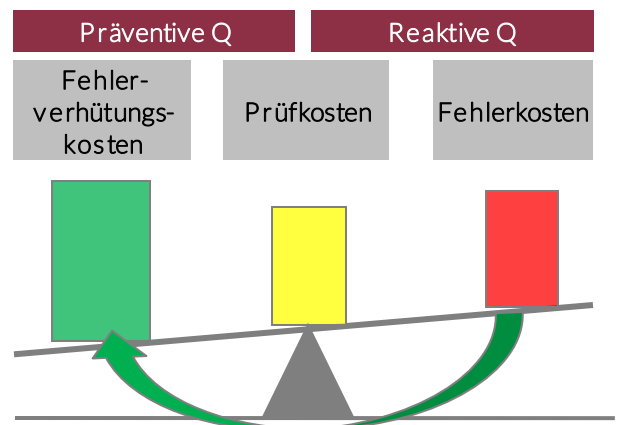 Präventive Q
Reaktive Q
Fehler-
verhütungs-
kosten
Prüfkosten
Fehlerkosten